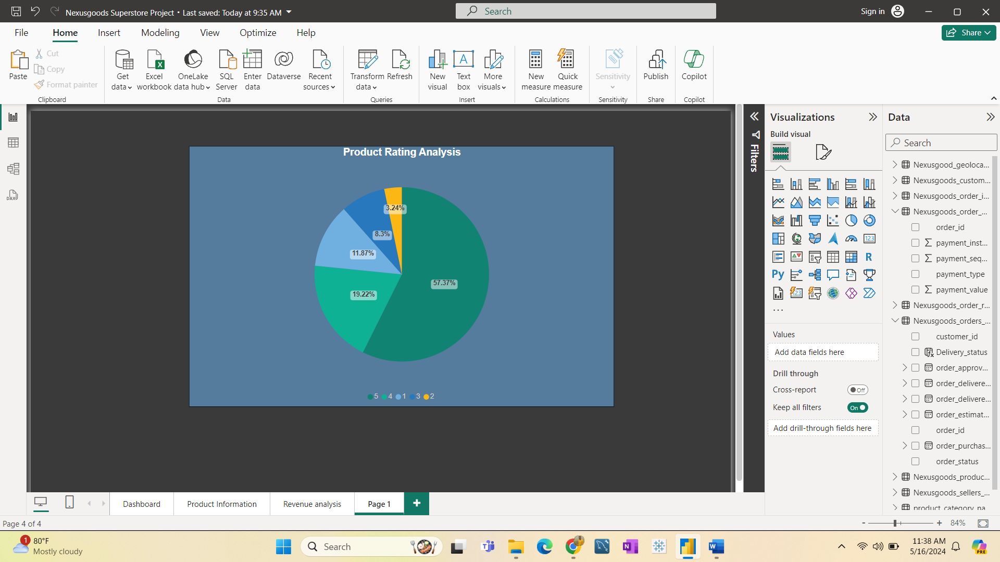 Nexusgoods Superstore Project • Last saved: Today at 9:35 AM
Search
Sign in
File
Home
Insert
Modeling
View
Optimize
Help
Share
Paste
Cut
Copy
Format painter
Clipboard
Get data
Excel workbook
OneLake data hub
SQL Server
Enter data
Dataverse
Recent sources
Data
Transform data
Refresh
Queries
New visual
Text box
More visuals
Insert
New measure
Quick measure
Calculations
Sensitivity
Sensitivity
Publish
Share
Copilot
Copilot
Product Rating Analysis
3.24%
8.3%
11.87%
57.37%
19.22%
5 4 1 3 2
Filters
Visualizations
Build visual
123
R
Py
123
...
Values
Add data fields here
Drill through
Cross-report
Off
Keep all filters
On
Add drill-through fields here
Data
Search
Nexusgood_geoloca...
Nexusgoods_custom...
Nexusgoods_order_i...
Nexusgoods_order_...
order_id
payment_inst...
payment_seq...
payment_type
payment_value
Nexusgoods_order_r...
Nexusgoods_orders_...
customer_id
Delivery_status
order_approv...
order_delivere...
order_delivere...
order_estimat...
order_id
order_purchas...
order_status
Nexusgoods_produc...
Nexusgoods_sellers_...
product_category_na
Dashboard
Product Information
Revenue analysis
Page 1
+
Page 4 of 4
- + 84%
1
80°F
Mostly cloudy
Search
11:38 AM
5/16/2024
PRE
DAX